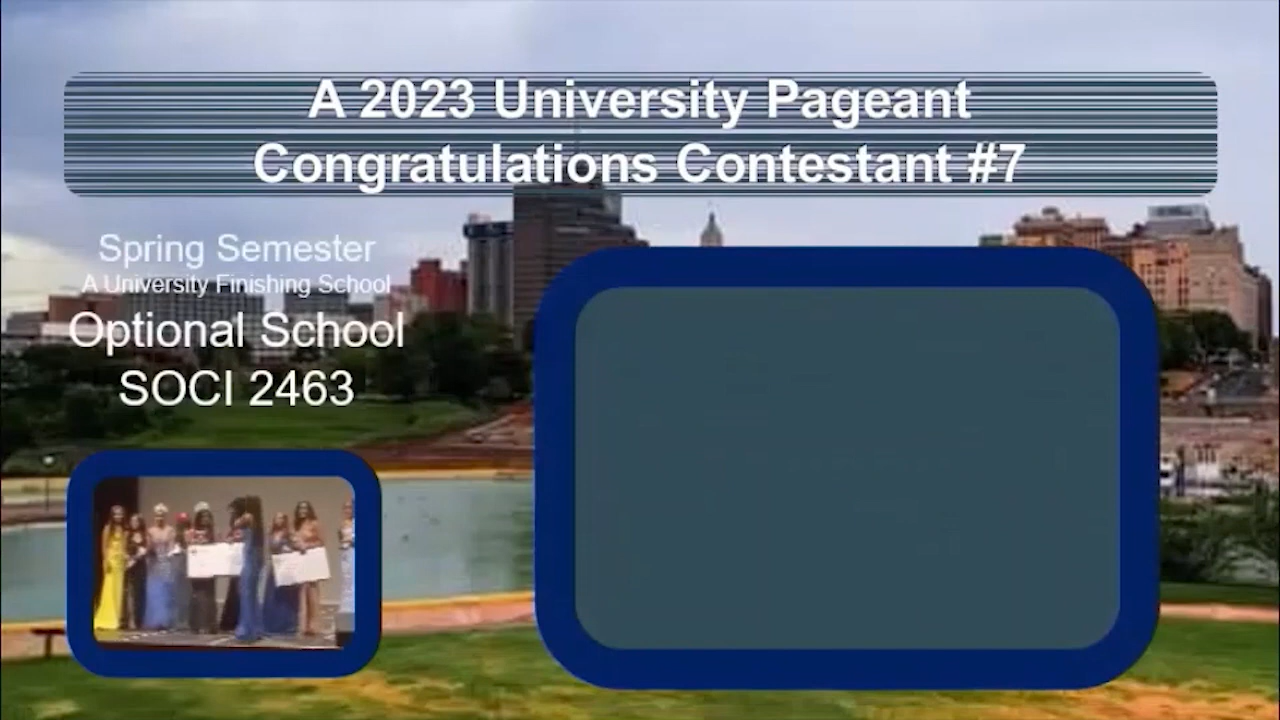 A 2023 University Pageant
Congratulations Contestant #7
Spring Semester
A University Finishing School
Optional School
SOCI 2463